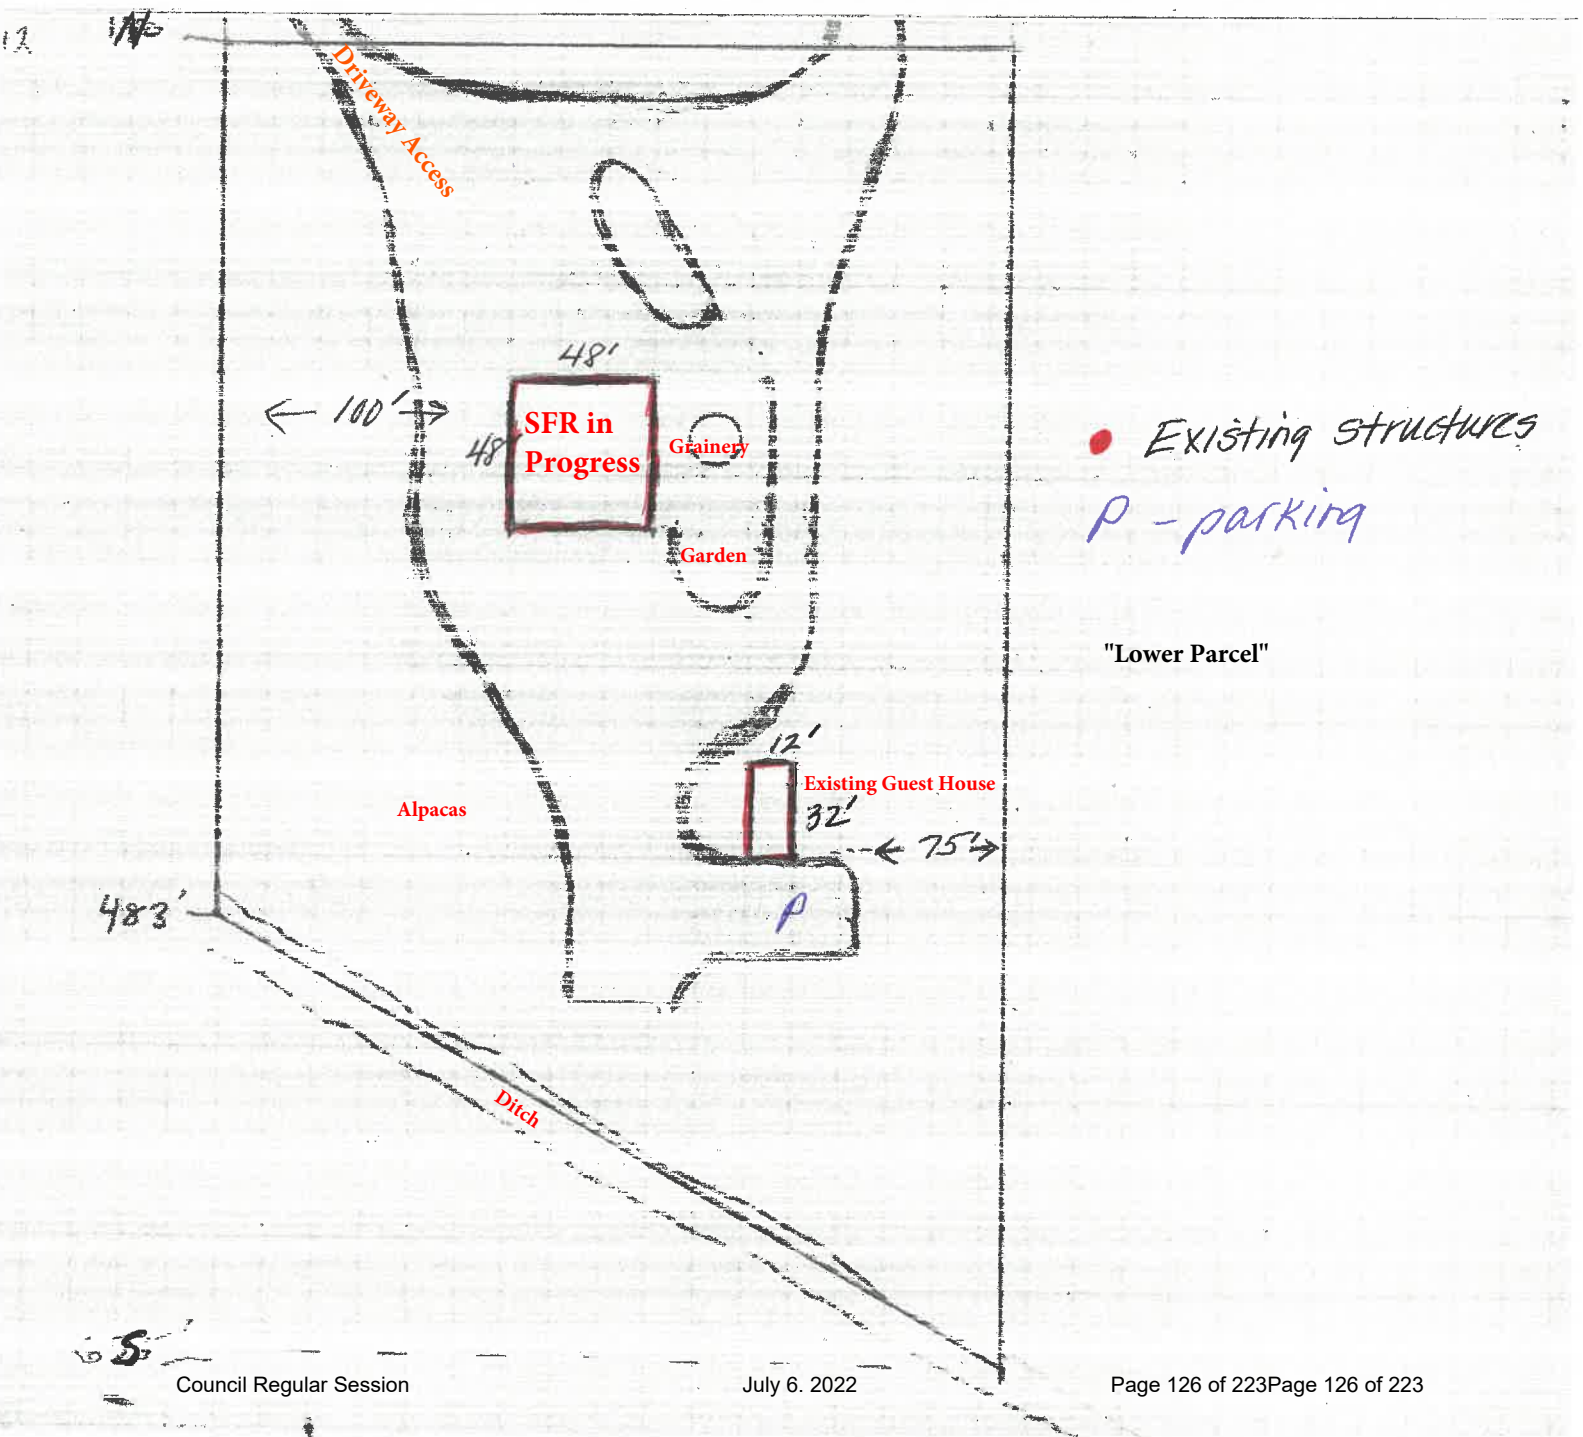 12
N
Driveway Access
48'
← 100' →
48'
SFR in
Progress
Grainery
Garden
Existing structures
P - parking
"Lower Parcel"
12'
Existing Guest House
32'
Alpacas
← 75' →
P
483'
Ditch
S
Council Regular Session
July 6. 2022
Page 126 of 223Page 126 of 223